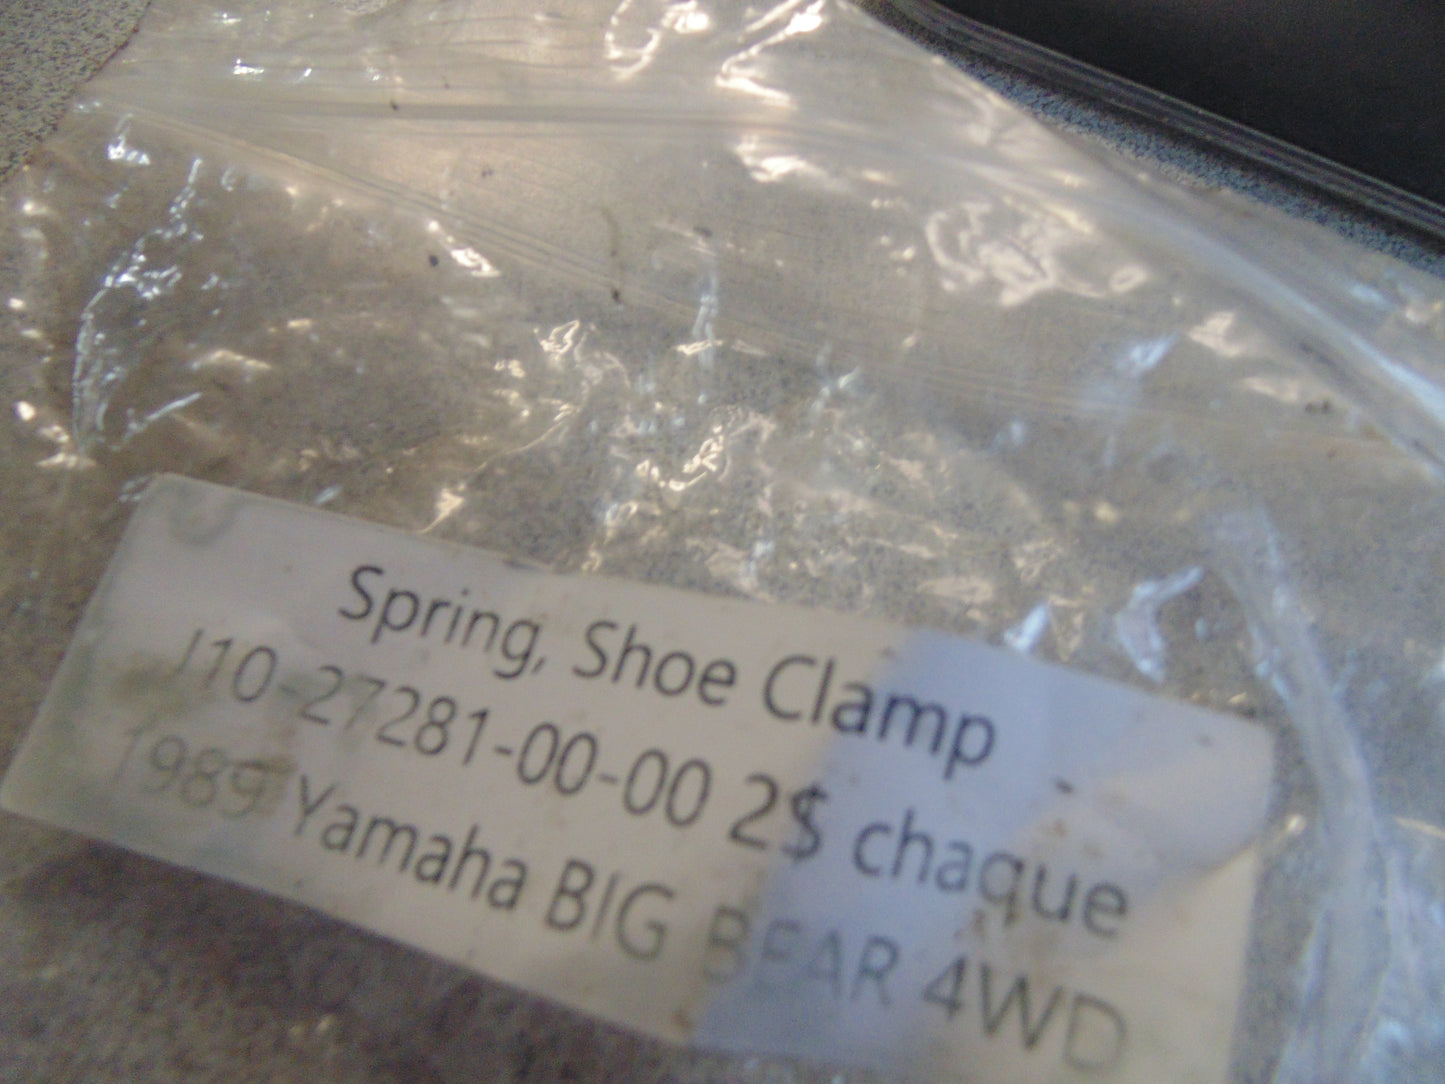 Spring, Shoe Clamp
J10-27281-00-00 2$ chaque
1989 Yamaha BIG BEAR 4WD